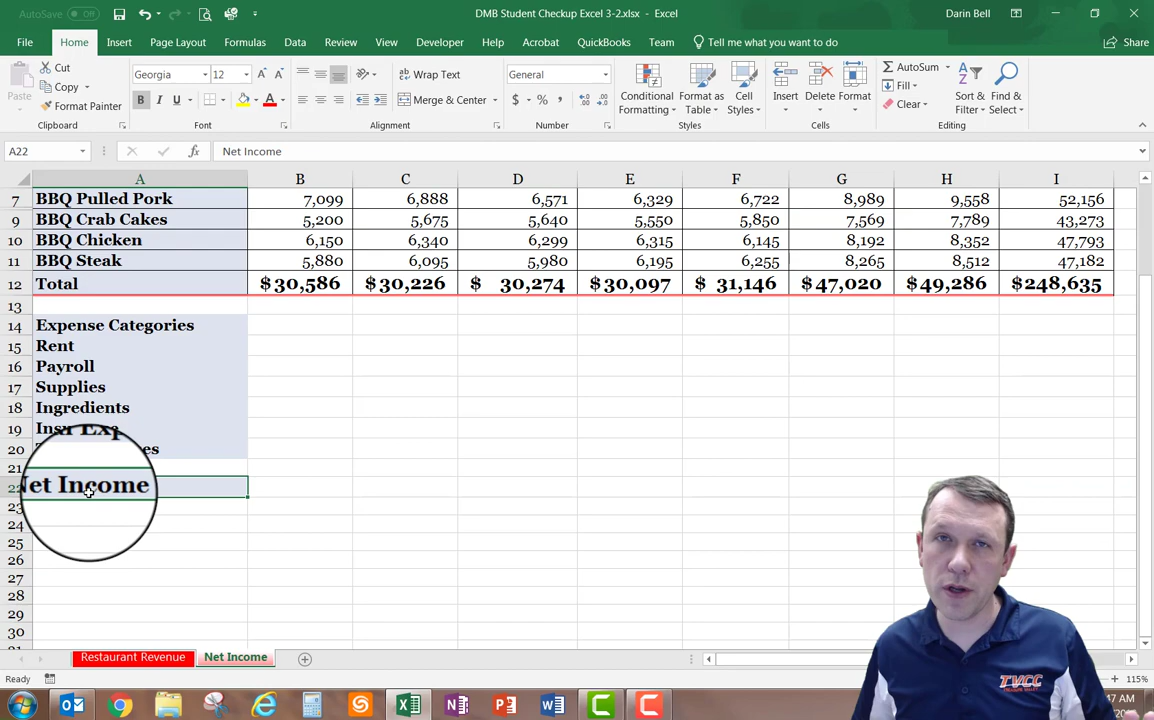 AutoSave Off DMB Student Checkup Excel 3-2.xlsx - Excel Darin Bell
File Home Insert Page Layout Formulas Data Review View Developer Help Acrobat QuickBooks Team Tell me what you want to do Share
Paste Cut Copy Format Painter Clipboard
Georgia 12 B I U Font
Wrap Text Merge & Center Alignment
General $ % , Number
Conditional Formatting Format as Table Cell Styles Styles
Insert Delete Format Cells
AutoSum Fill Clear Sort & Filter Find & Select Editing
A22 fx Net Income
A B C D E F G H I
7 BBQ Pulled Pork 7,099 6,888 6,571 6,329 6,722 8,989 9,558 52,156
9 BBQ Crab Cakes 5,200 5,675 5,640 5,550 5,850 7,569 7,789 43,273
10 BBQ Chicken 6,150 6,340 6,299 6,315 6,145 8,192 8,352 47,793
11 BBQ Steak 5,880 6,095 5,980 6,195 6,255 8,265 8,512 47,182
12 Total $30,586 $30,226 $ 30,274 $30,097 $ 31,146 $47,020 $49,286 $248,635
13
14 Expense Categories
15 Rent
16 Payroll
17 Supplies
18 Ingredients
19
20
21
Net Income
23
24
25
26
27
28
29
30
Restaurant Revenue Net Income
Ready 115%
TVCC